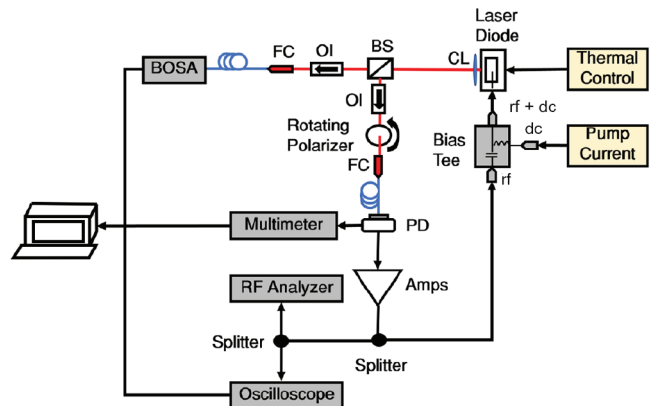 Laser
Diode
FC
OI
BS
CL
BOSA
Thermal
Control
OI
rf + dc
Rotating
Polarizer
dc
Bias
Tee
Pump
Current
FC
rf
Multimeter
PD
RF Analyzer
Amps
Splitter
Splitter
Oscilloscope